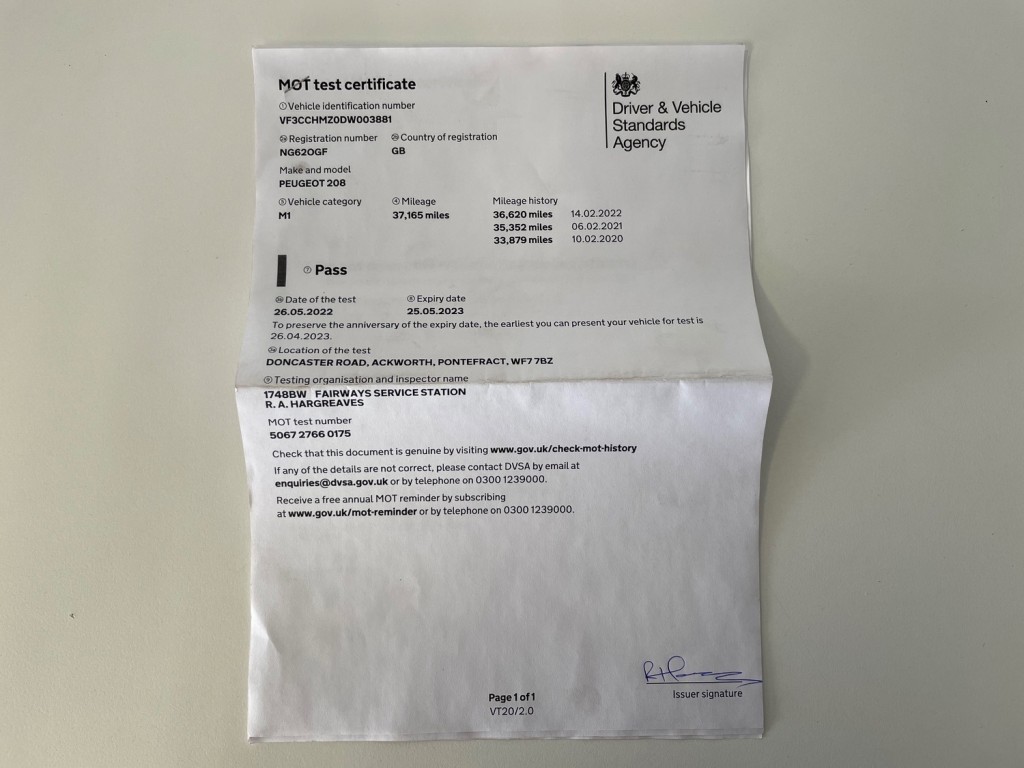 MOT test certificate
Driver & Vehicle
Standards
Agency
1 Vehicle identification number
VF3CCHMZ0DW003881
2a Registration number 2b Country of registration
NG62OGF GB
Make and model
PEUGEOT 208
5 Vehicle category 4 Mileage Mileage history
M1 37,165 miles 36,620 miles 14.02.2022
35,352 miles 06.02.2021
33,879 miles 10.02.2020
7 Pass
Date of the test 8 Expiry date
26.05.2022 25.05.2023
To preserve the anniversary of the expiry date, the earliest you can present your vehicle for test is
26.04.2023.
Location of the test
DONCASTER ROAD, ACKWORTH, PONTEFRACT, WF7 7BZ
9 Testing organisation and inspector name
1748BW FAIRWAYS SERVICE STATION
R. A. HARGREAVES
MOT test number
5067 2766 0175
Check that this document is genuine by visiting www.gov.uk/check-mot-history
If any of the details are not correct, please contact DVSA by email at
enquiries@dvsa.gov.uk or by telephone on 0300 1239000.
Receive a free annual MOT reminder by subscribing
at www.gov.uk/mot-reminder or by telephone on 0300 1239000.
Issuer signature
Page 1 of 1
VT20/2.0